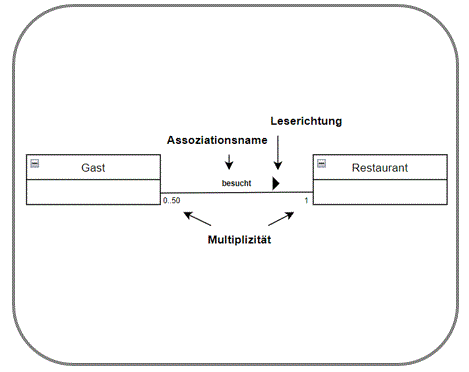 Leserichtung
Assoziationsname
Gast
besucht
Restaurant
0..50
1
Multiplizität